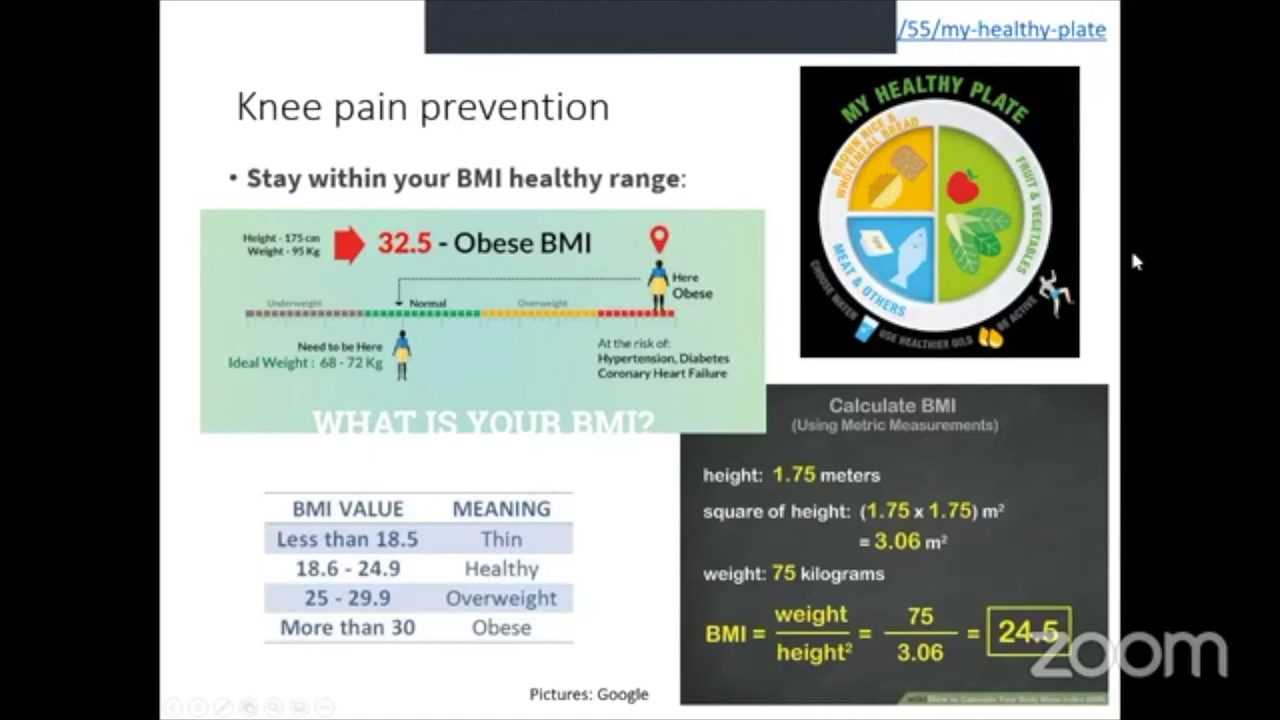 /55/my-healthy-plate
Knee pain prevention
• Stay within your BMI healthy range:
Height - 175 cm
Weight - 95 Kg
32.5 - Obese BMI
Here
Obese
Underweight
Normal
Overweight
Need to be Here
Ideal Weight : 68 - 72 Kg
At the risk of:
Hypertension, Diabetes
Coronary Heart Failure
WHAT IS YOUR BMI?
MY HEALTHY PLATE
BROWN RICE &
WHOLEMEAL BREAD
FRUIT & VEGETABLES
MEAT & OTHERS
CHOOSE WATER
USE HEALTHIER OILS
BE ACTIVE
BMI VALUE MEANING
Less than 18.5 Thin
18.6 - 24.9 Healthy
25 - 29.9 Overweight
More than 30 Obese
Calculate BMI
(Using Metric Measurements)
height: 1.75 meters
square of height: (1.75 x 1.75) m²
= 3.06 m²
weight: 75 kilograms
BMI = weight / height² = 75 / 3.06 = 24.5
Pictures: Google
zoom